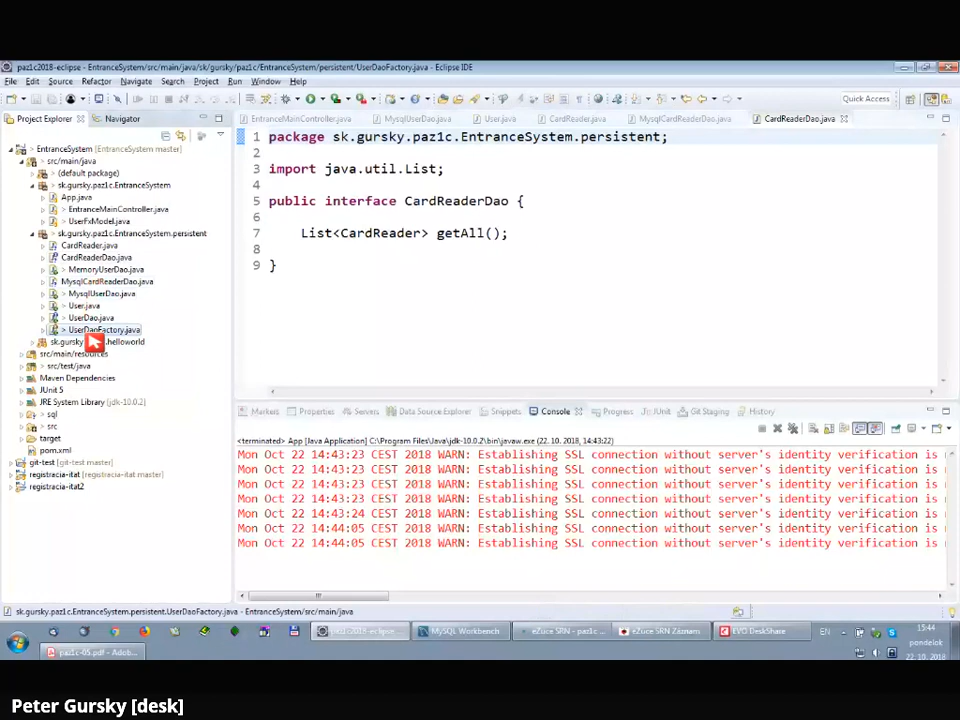 paz1c2018-eclipse - EntranceSystem/src/main/java/sk/gursky/paz1c/EntranceSystem/persistent/UserDaoFactory.java - Eclipse IDE
File Edit Source Refactor Navigate Search Project Run Window Help
Quick Access
Project Explorer Navigator
EntranceMainController.java MysqlUserDao.java User.java CardReader.java MysqlCardReaderDao.java CardReaderDao.java
EntranceSystem [EntranceSystem master]
src/main/java
(default package)
sk.gursky.paz1c.EntranceSystem
App.java
> EntranceMainController.java
> UserFxModel.java
sk.gursky.paz1c.EntranceSystem.persistent
CardReader.java
CardReaderDao.java
> MemoryUserDao.java
MysqlCardReaderDao.java
> MysqlUserDao.java
> User.java
UserDao.java
> UserDaoFactory.java
sk.gursky .helloworld
src/main/resources
> src/test/java
Maven Dependencies
JUnit 5
JRE System Library [jdk-10.0.2]
> sql
> src
target
pom.xml
git-test [git-test master]
registracia-itat [registracia-itat master]
registracia-itat2
1 package sk.gursky.paz1c.EntranceSystem.persistent;
2
3 import java.util.List;
4
5 public interface CardReaderDao {
6
7 List<CardReader> getAll();
8
9 }
Markers Properties Servers Data Source Explorer Snippets Console Progress JUnit Git Staging History
<terminated> App [Java Application] C:\Program Files\Java\jdk-10.0.2\bin\javaw.exe (22. 10. 2018, 14:43:22)
Mon Oct 22 14:43:23 CEST 2018 WARN: Establishing SSL connection without server's identity verification is
Mon Oct 22 14:43:23 CEST 2018 WARN: Establishing SSL connection without server's identity verification is
Mon Oct 22 14:43:23 CEST 2018 WARN: Establishing SSL connection without server's identity verification is
Mon Oct 22 14:43:23 CEST 2018 WARN: Establishing SSL connection without server's identity verification is
Mon Oct 22 14:43:24 CEST 2018 WARN: Establishing SSL connection without server's identity verification is
Mon Oct 22 14:44:05 CEST 2018 WARN: Establishing SSL connection without server's identity verification is
Mon Oct 22 14:44:05 CEST 2018 WARN: Establishing SSL connection without server's identity verification is
sk.gursky.paz1c.EntranceSystem.persistent.UserDaoFactory.java - EntranceSystem/src/main/java
paz1c2018-eclipse... MySQL Workbench eZuce SRN - paz1c ... eZuce SRN Záznam EVO DeskShare EN
15:44
pondelok
22. 10. 2018
paz1c-05.pdf - Adob...
Peter Gursky [desk]